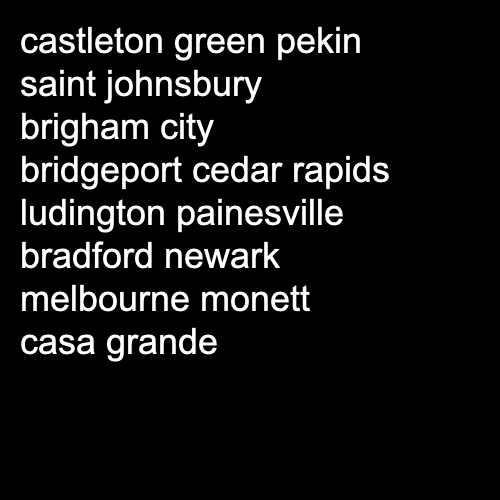 castleton green pekin
saint johnsbury
brigham city
bridgeport cedar rapids
ludington painesville
bradford newark
melbourne monett
casa grande